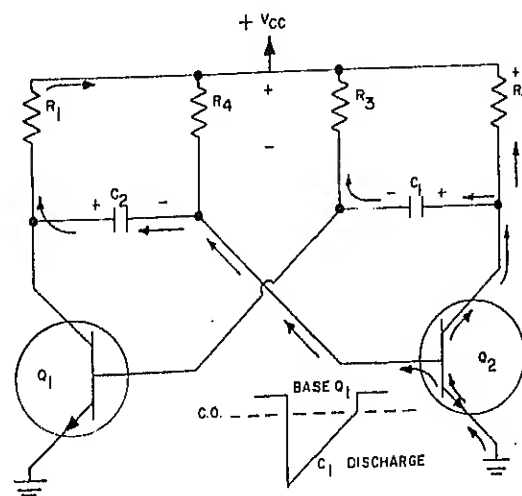 + VCC
R1
R4
+
-
R3
+
R
+ C2 -
- C1 +
Q1
Q2
BASE Q1
C.O.
C1 DISCHARGE